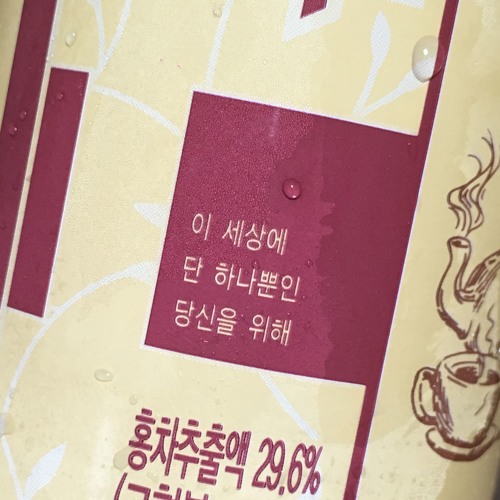 이 세상에
단 하나뿐인
당신을 위해
홍차추출액 29.6%